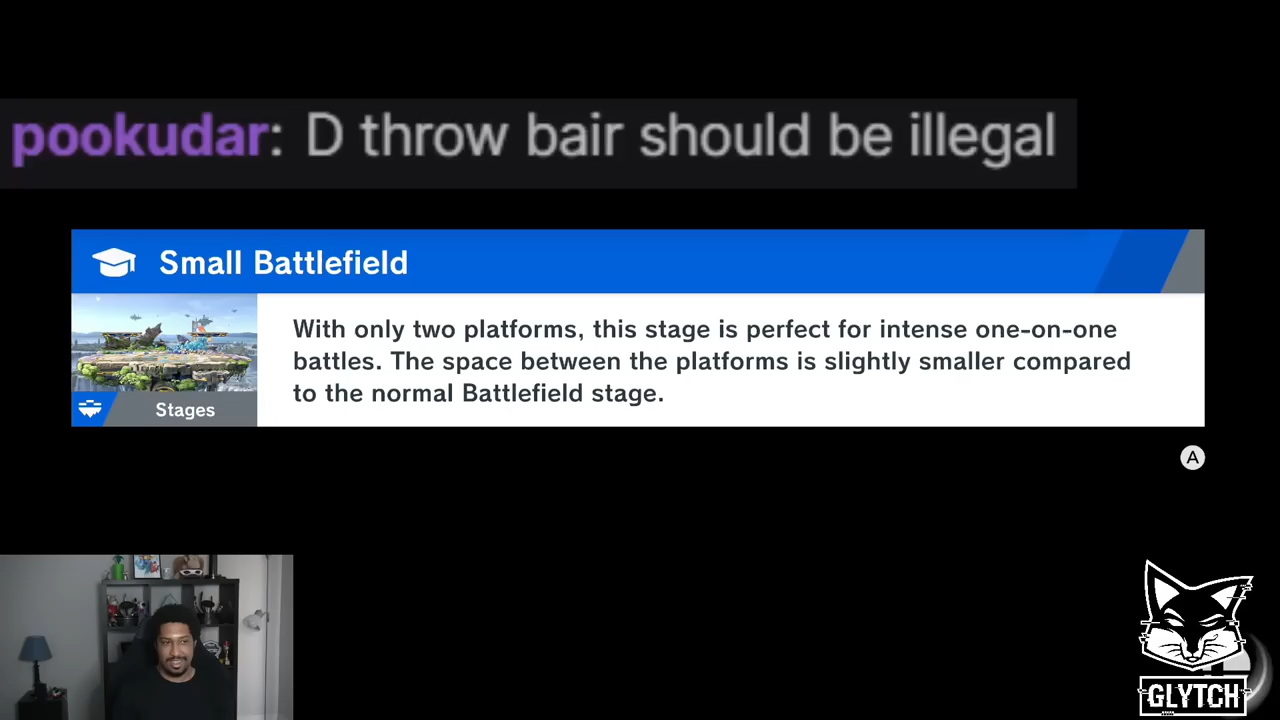 pookudar: D throw bair should be illegal
Small Battlefield
With only two platforms, this stage is perfect for intense one-on-one
battles. The space between the platforms is slightly smaller compared
to the normal Battlefield stage.
Stages
A
GLYTCH